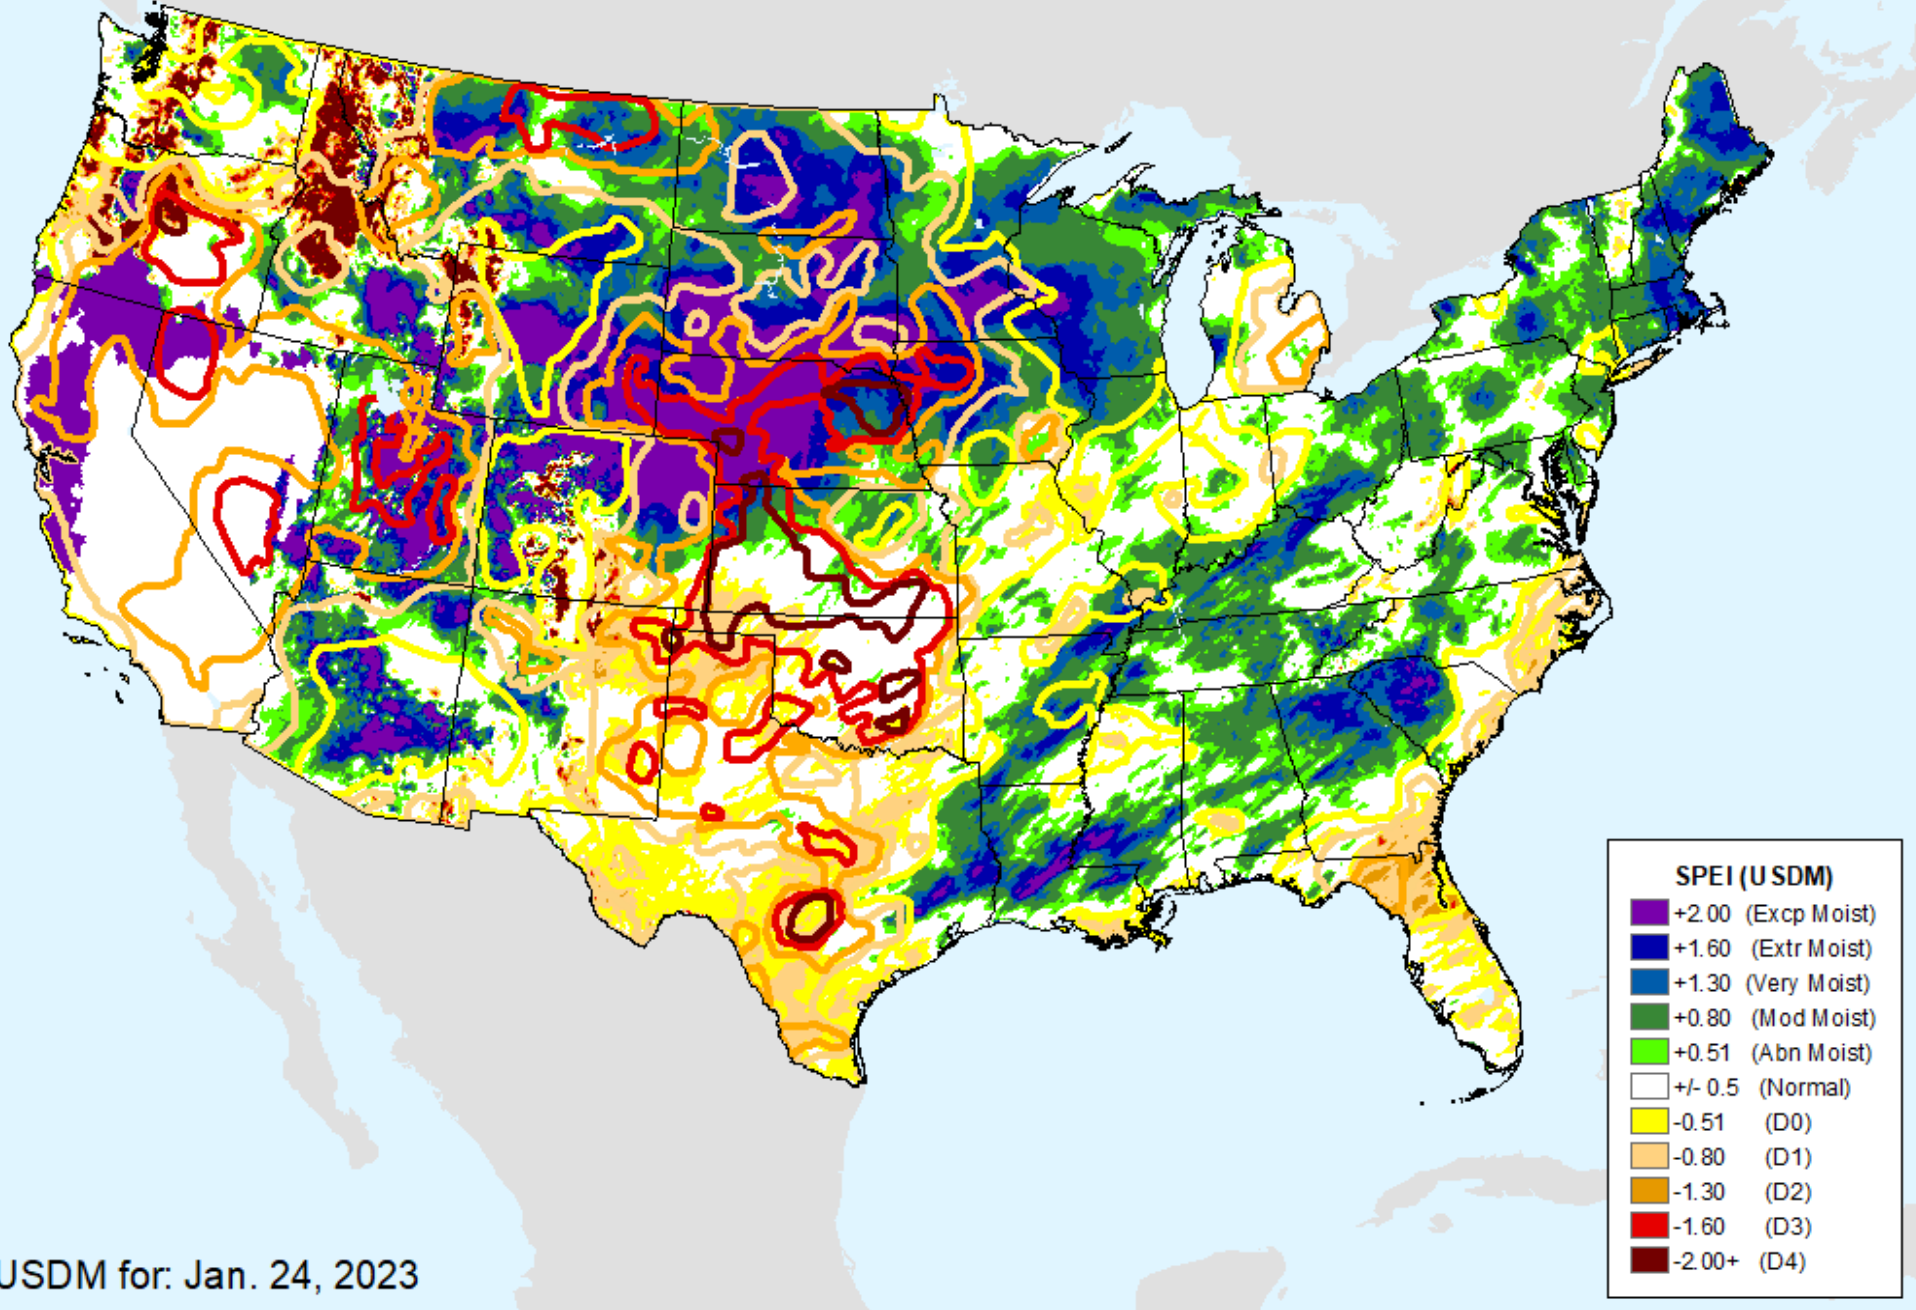 SPEI (USDM)
+2.00 (Excp Moist)
+1.60 (Extr Moist)
+1.30 (Very Moist)
+0.80 (Mod Moist)
+0.51 (Abn Moist)
+/- 0.5 (Normal)
-0.51 (D0)
-0.80 (D1)
-1.30 (D2)
-1.60 (D3)
-2.00+ (D4)
USDM for: Jan. 24, 2023